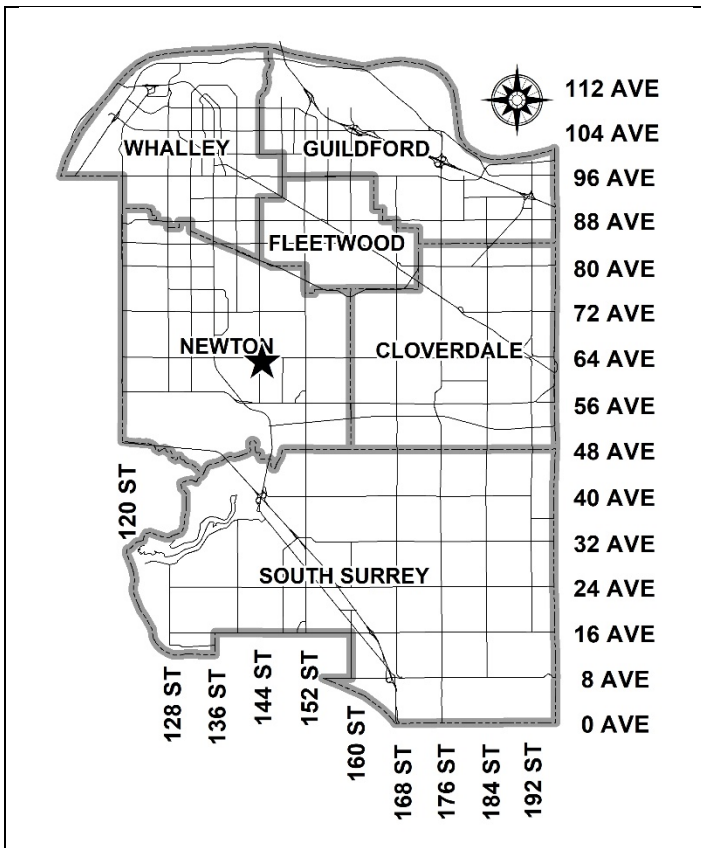 112 AVE
104 AVE
WHALLEY
GUILDFORD
96 AVE
88 AVE
FLEETWOOD
80 AVE
72 AVE
NEWTON
CLOVERDALE
64 AVE
56 AVE
48 AVE
120 ST
40 AVE
32 AVE
SOUTH SURREY
24 AVE
16 AVE
8 AVE
0 AVE
128 ST
136 ST
144 ST
152 ST
160 ST
168 ST
176 ST
184 ST
192 ST